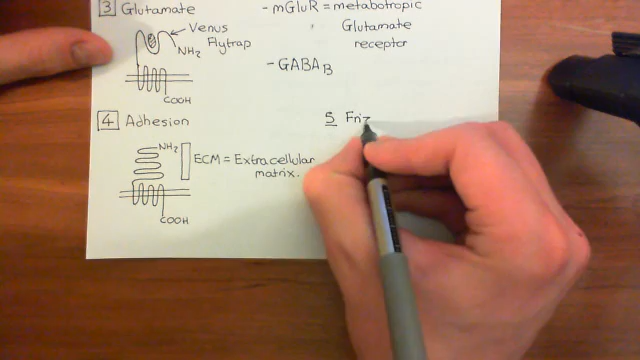 3 Glutamate
Venus
Flytrap
NH2
COOH
- mGluR = metabotropic
Glutamate
receptor
- GABAB
4 Adhesion
NH2
ECM = Extracellular
matrix.
COOH
5 Friz